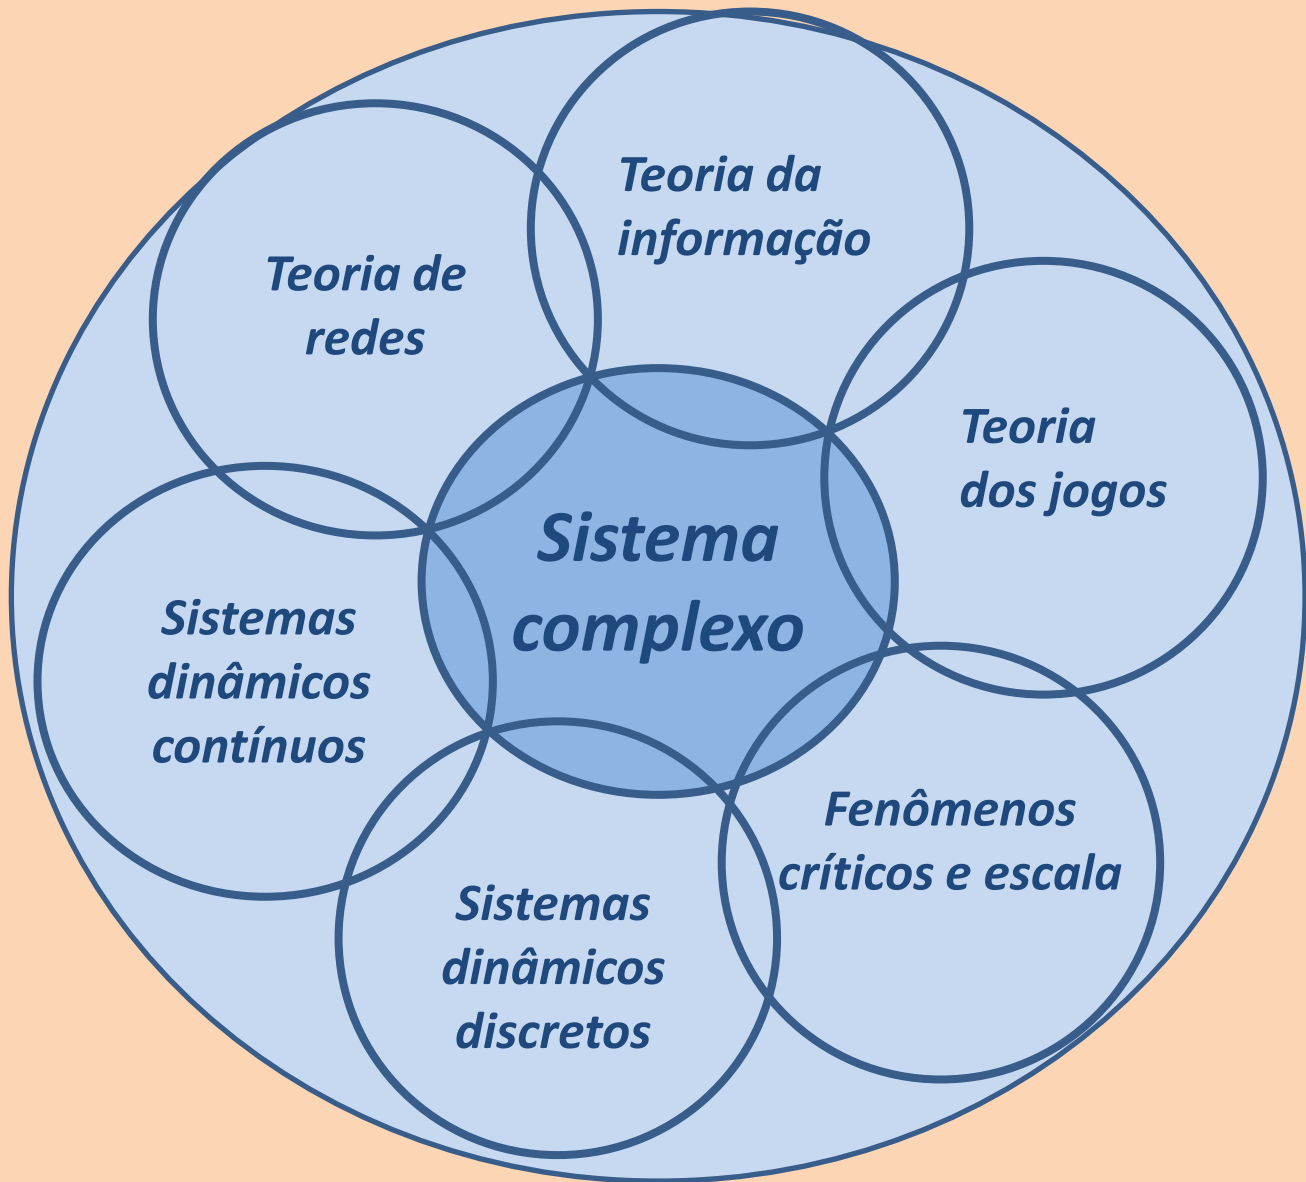 Teoria da
informação
Teoria de
redes
Teoria
dos jogos
Sistema
complexo
Sistemas
dinâmicos
contínuos
Fenômenos
críticos e escala
Sistemas
dinâmicos
discretos